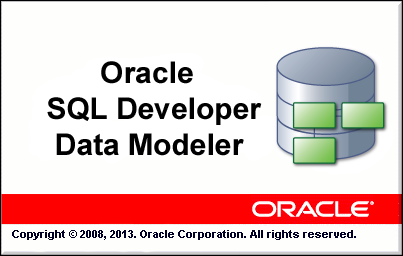 Oracle
SQL Developer
Data Modeler
ORACLE®
Copyright © 2008, 2013. Oracle Corporation. All rights reserved.